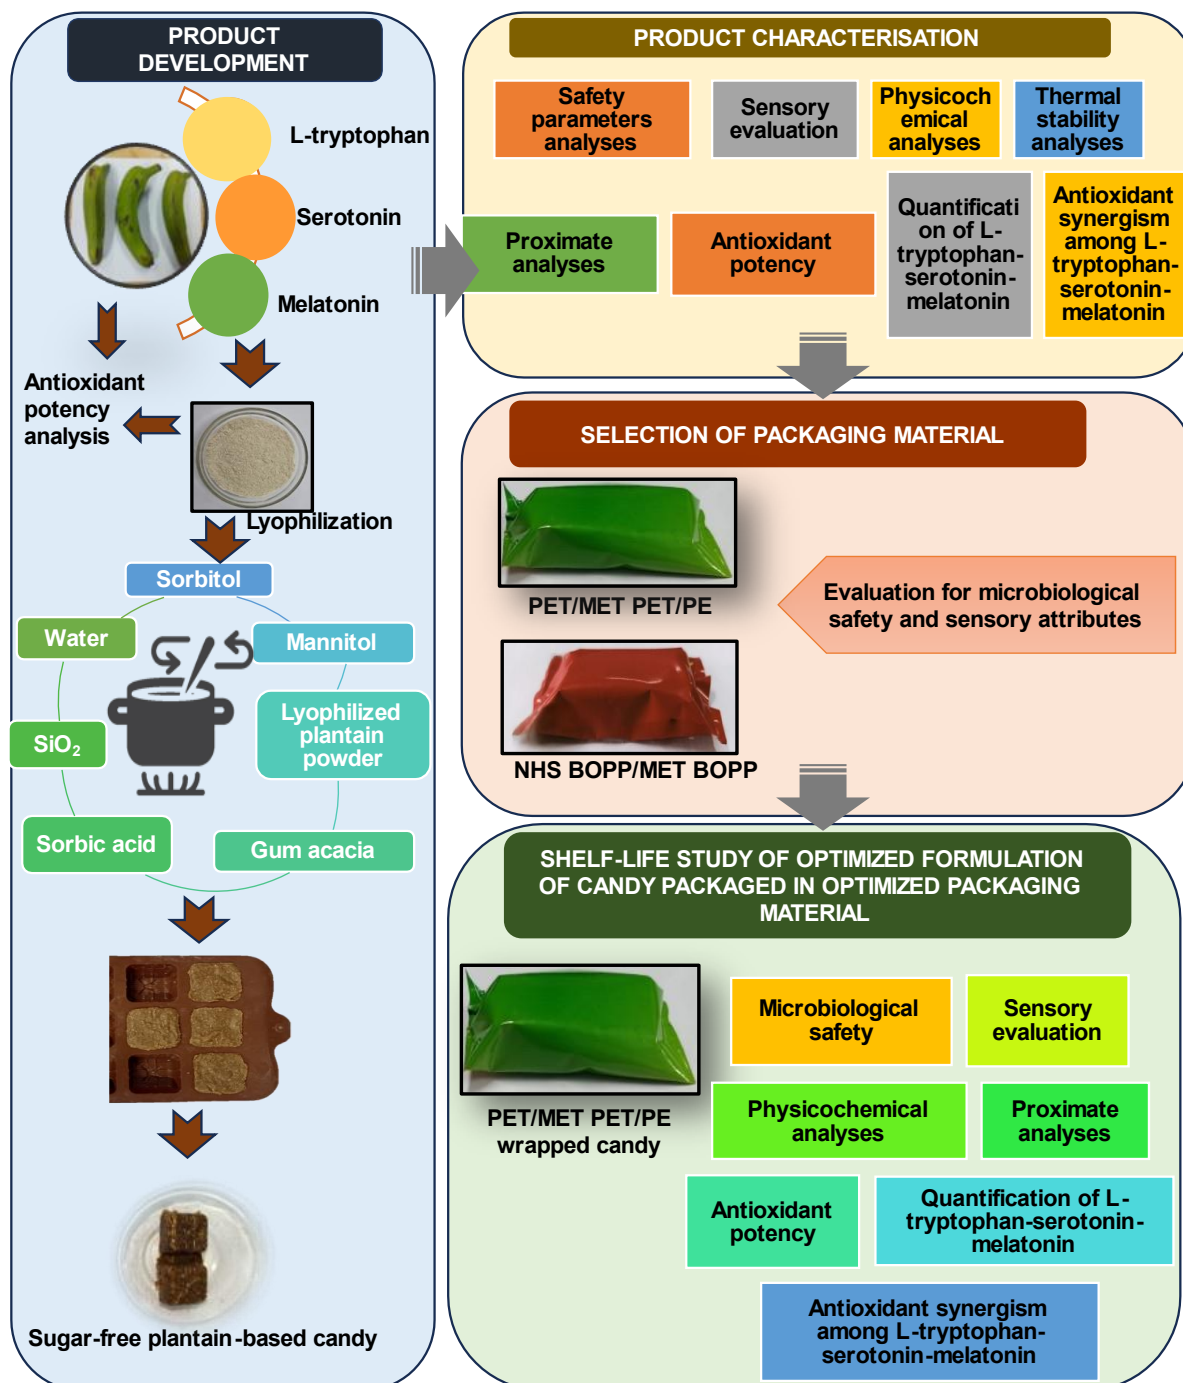 PRODUCT
DEVELOPMENT
L-tryptophan
Serotonin
Melatonin
Antioxidant
potency
analysis
Lyophilization
Sorbitol
Water
Mannitol
SiO₂
Lyophilized
plantain
powder
Sorbic acid
Gum acacia
Sugar-free plantain-based candy
PRODUCT CHARACTERISATION
Safety
parameters
analyses
Sensory
evaluation
Physicoch
emical
analyses
Thermal
stability
analyses
Proximate
analyses
Antioxidant
potency
Quantificati
on of L-
tryptophan-
serotonin-
melatonin
Antioxidant
synergism
among L-
tryptophan-
serotonin-
melatonin
SELECTION OF PACKAGING MATERIAL
PET/MET PET/PE
NHS BOPP/MET BOPP
Evaluation for microbiological
safety and sensory attributes
SHELF-LIFE STUDY OF OPTIMIZED FORMULATION
OF CANDY PACKAGED IN OPTIMIZED PACKAGING
MATERIAL
PET/MET PET/PE
wrapped candy
Microbiological
safety
Sensory
evaluation
Physicochemical
analyses
Proximate
analyses
Antioxidant
potency
Quantification of L-
tryptophan-serotonin-
melatonin
Antioxidant synergism
among L-tryptophan-
serotonin-melatonin